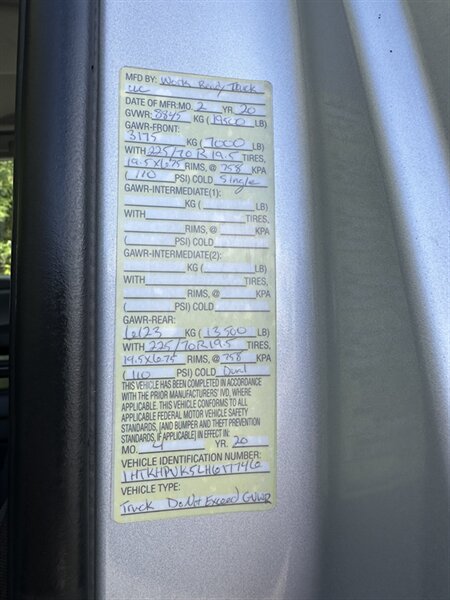 MFD BY: Work Ready Truck
LLC
DATE OF MFR: MO. 2 YR. 20
GVWR: 8845 KG ( 19500 LB)
GAWR-FRONT:
3175 KG ( 7000 LB)
WITH 225/70R19.5 TIRES,
19.5x6.75 RIMS, @ 758 KPA
( 110 PSI) COLD Single
GAWR-INTERMEDIATE(1):
KG ( LB)
WITH TIRES,
RIMS, @ KPA
( PSI) COLD
GAWR-INTERMEDIATE(2):
KG ( LB)
WITH TIRES,
RIMS, @ KPA
( PSI) COLD
GAWR-REAR:
6123 KG ( 13500 LB)
WITH 225/70R19.5 TIRES,
19.5x6.75 RIMS, @ 758 KPA
( 110 PSI) COLD Dual
THIS VEHICLE HAS BEEN COMPLETED IN ACCORDANCE
WITH THE PRIOR MANUFACTURERS' IVD, WHERE
APPLICABLE. THIS VEHICLE CONFORMS TO ALL
APPLICABLE FEDERAL MOTOR VEHICLE SAFETY
STANDARDS, [AND BUMPER AND THEFT PREVENTION
STANDARDS, IF APPLICABLE] IN EFFECT IN:
MO. 4 YR. 20
VEHICLE IDENTIFICATION NUMBER:
VEHICLE TYPE:
Truck Do Not Exceed GVWR